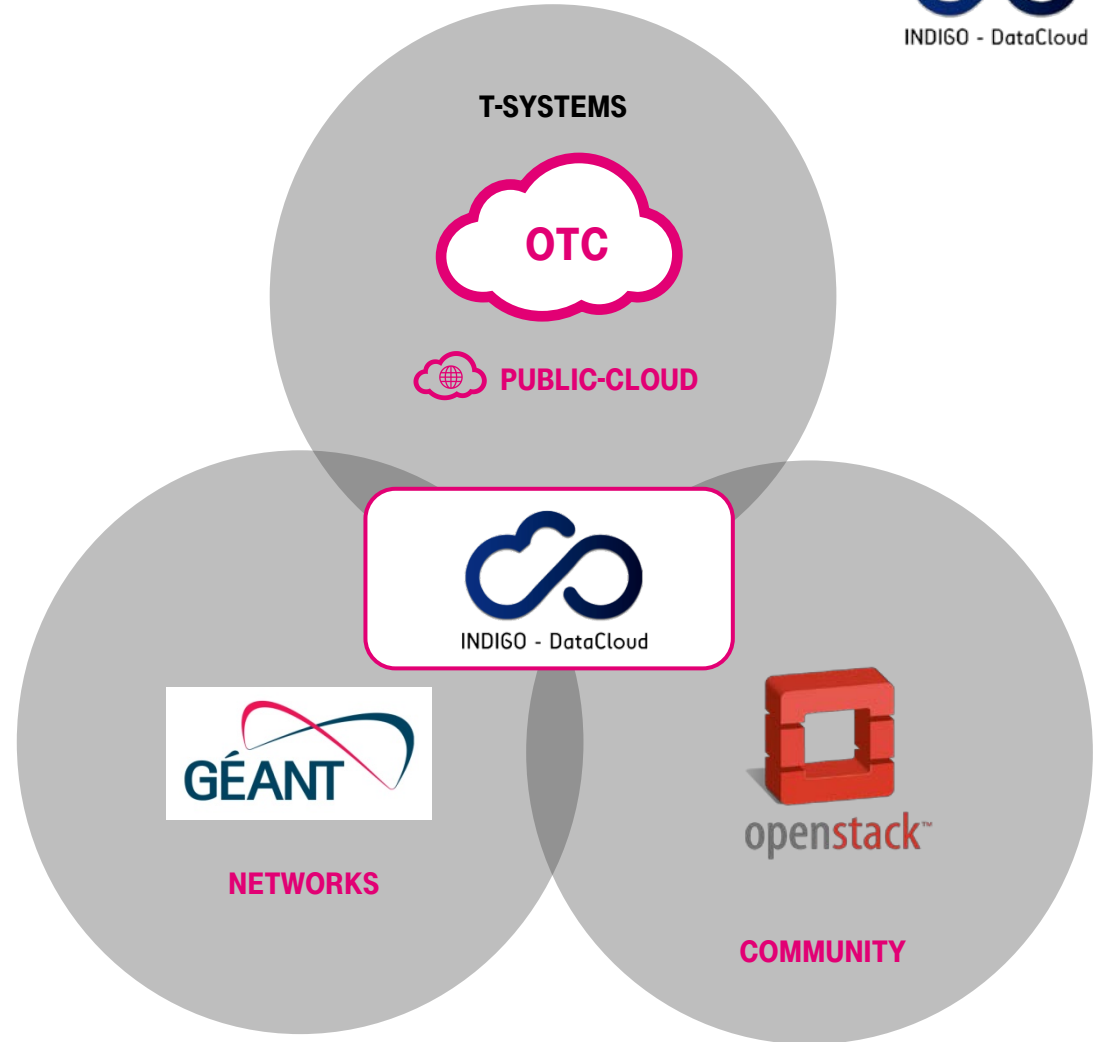 INDIGO - DataCloud
T-SYSTEMS
OTC
PUBLIC-CLOUD
INDIGO - DataCloud
GÉANT
openstack™
NETWORKS
COMMUNITY